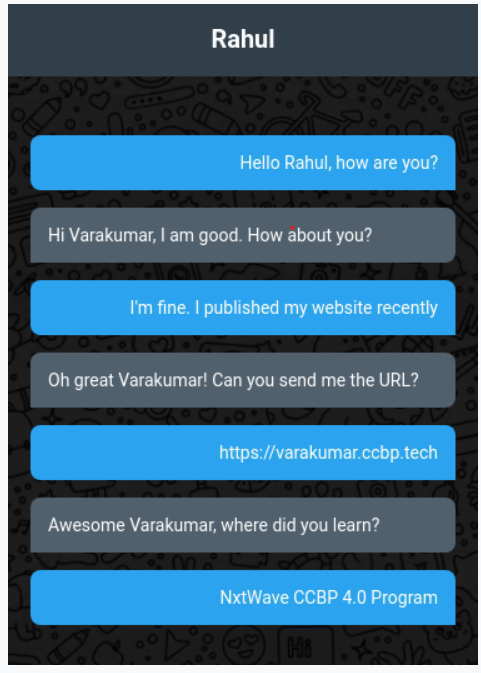 Rahul
Hello Rahul, how are you?
Hi Varakumar, I am good. How about you?
I'm fine. I published my website recently
Oh great Varakumar! Can you send me the URL?
https://varakumar.ccbp.tech
Awesome Varakumar, where did you learn?
NxtWave CCBP 4.0 Program
Hi